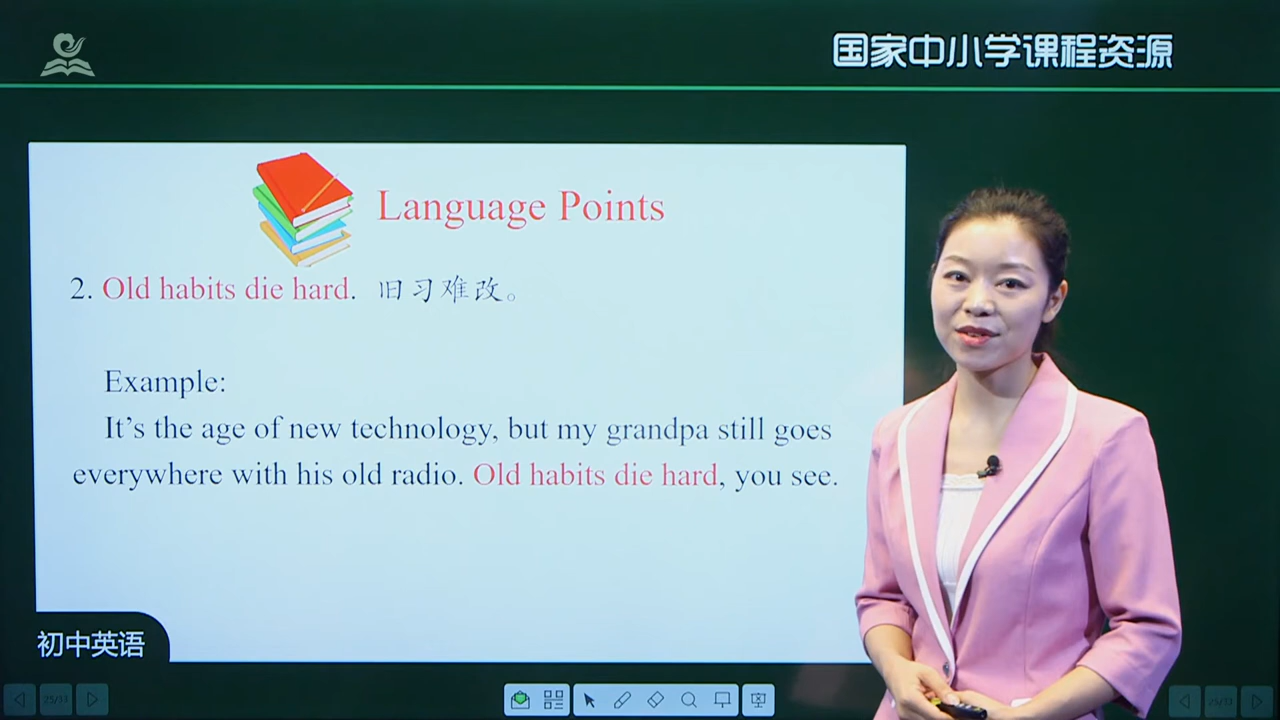 国家中小学课程资源
Language Points
2. Old habits die hard. 旧习难改。
Example:
It’s the age of new technology, but my grandpa still goes
everywhere with his old radio. Old habits die hard, you see.
初中英语